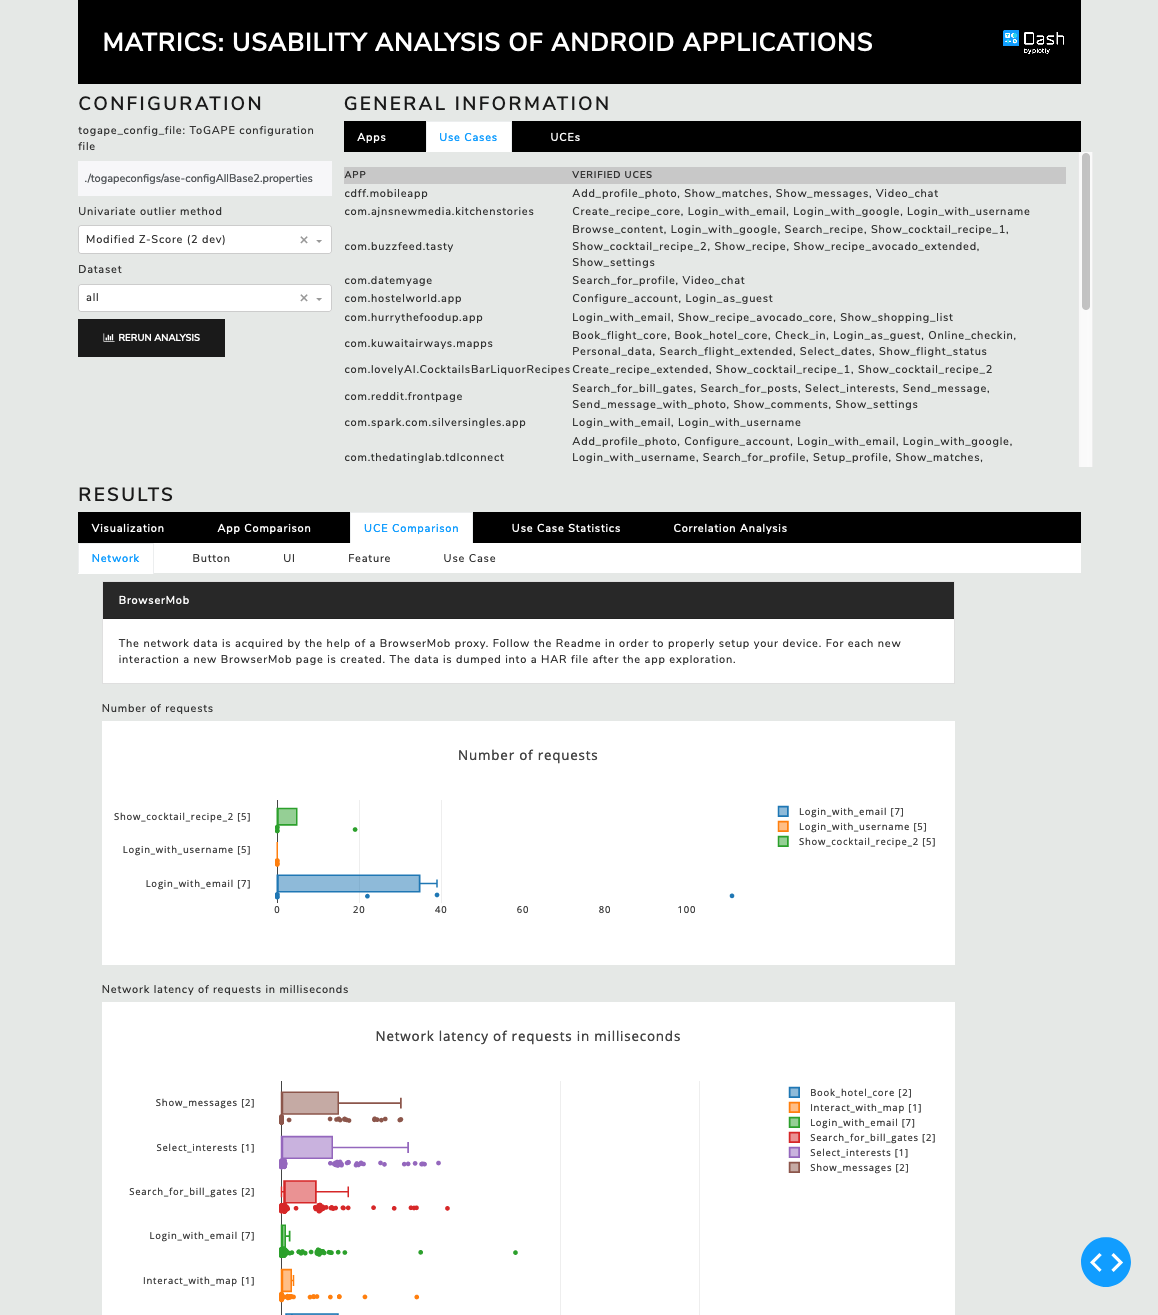 MATRICS: USABILITY ANALYSIS OF ANDROID APPLICATIONS
Dash
by plotly
CONFIGURATION
togape_config_file: ToGAPE configuration
file
./togapeconfigs/ase-configAllBase2.properties
Univariate outlier method
Modified Z-Score (2 dev)
Dataset
all
RERUN ANALYSIS
GENERAL INFORMATION
Apps Use Cases UCEs
APP VERIFIED UCES
cdff.mobileapp Add_profile_photo, Show_matches, Show_messages, Video_chat
com.ajnsnewmedia.kitchenstories Create_recipe_core, Login_with_email, Login_with_google, Login_with_username
com.buzzfeed.tasty Browse_content, Login_with_google, Search_recipe, Show_cocktail_recipe_1,
Show_cocktail_recipe_2, Show_recipe, Show_recipe_avocado_extended,
Show_settings
com.datemyage Search_for_profile, Video_chat
com.hostelworld.app Configure_account, Login_as_guest
com.hurrythefoodup.app Login_with_email, Show_recipe_avocado_core, Show_shopping_list
com.kuwaitairways.mapps Book_flight_core, Book_hotel_core, Check_in, Login_as_guest, Online_checkin,
Personal_data, Search_flight_extended, Select_dates, Show_flight_status
com.lovelyAI.CocktailsBarLiquorRecipes Create_recipe_extended, Show_cocktail_recipe_1, Show_cocktail_recipe_2
com.reddit.frontpage Search_for_bill_gates, Search_for_posts, Select_interests, Send_message,
Send_message_with_photo, Show_comments, Show_settings
com.spark.com.silversingles.app Login_with_email, Login_with_username
com.thedatinglab.tdlconnect Add_profile_photo, Configure_account, Login_with_email, Login_with_google,
Login_with_username, Search_for_profile, Setup_profile, Show_matches,
RESULTS
Visualization App Comparison UCE Comparison Use Case Statistics Correlation Analysis
Network Button UI Feature Use Case
BrowserMob
The network data is acquired by the help of a BrowserMob proxy. Follow the Readme in order to properly setup your device. For each new
interaction a new BrowserMob page is created. The data is dumped into a HAR file after the app exploration.
Number of requests
Number of requests
Show_cocktail_recipe_2 [5]
Login_with_username [5]
Login_with_email [7]
0 20 40 60 80 100
Login_with_email [7]
Login_with_username [5]
Show_cocktail_recipe_2 [5]
Network latency of requests in milliseconds
Network latency of requests in milliseconds
Show_messages [2]
Select_interests [1]
Search_for_bill_gates [2]
Login_with_email [7]
Interact_with_map [1]
Book_hotel_core [2]
Interact_with_map [1]
Login_with_email [7]
Search_for_bill_gates [2]
Select_interests [1]
Show_messages [2]